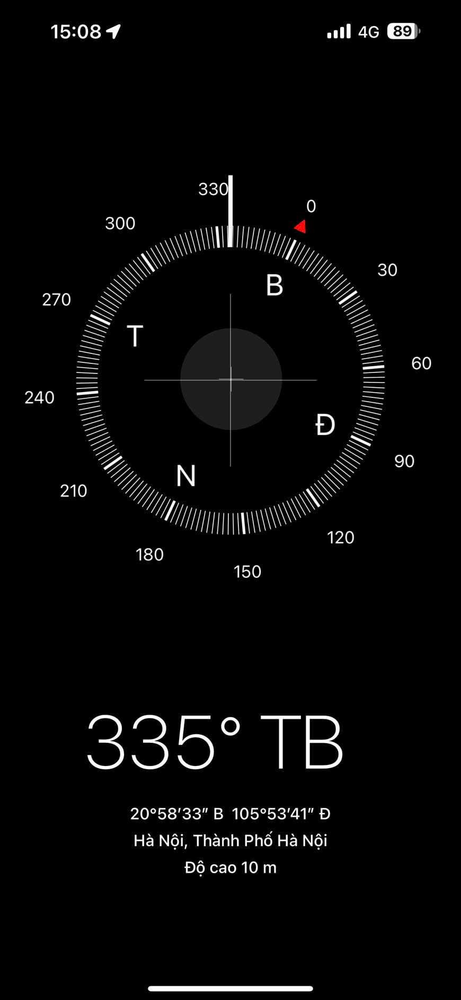 15:08 4G 89
330
0
300
30
270
B
T
60
240
Đ
90
N
210
120
180
150
335° TB
20°58′33″ B 105°53′41″ Đ
Hà Nội, Thành Phố Hà Nội
Độ cao 10 m